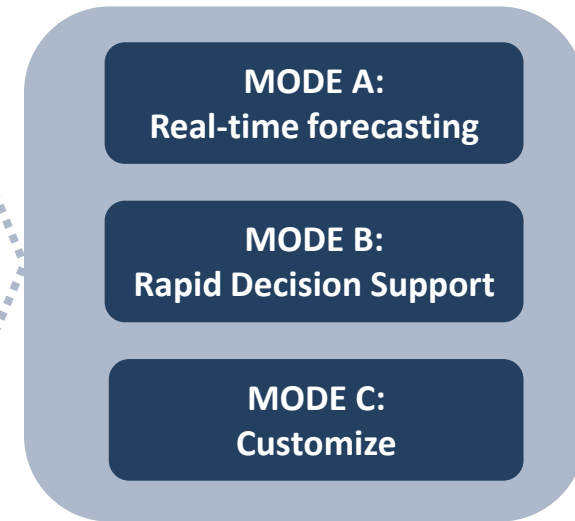 MODE A:
Real-time forecasting
MODE B:
Rapid Decision Support
MODE C:
Customize